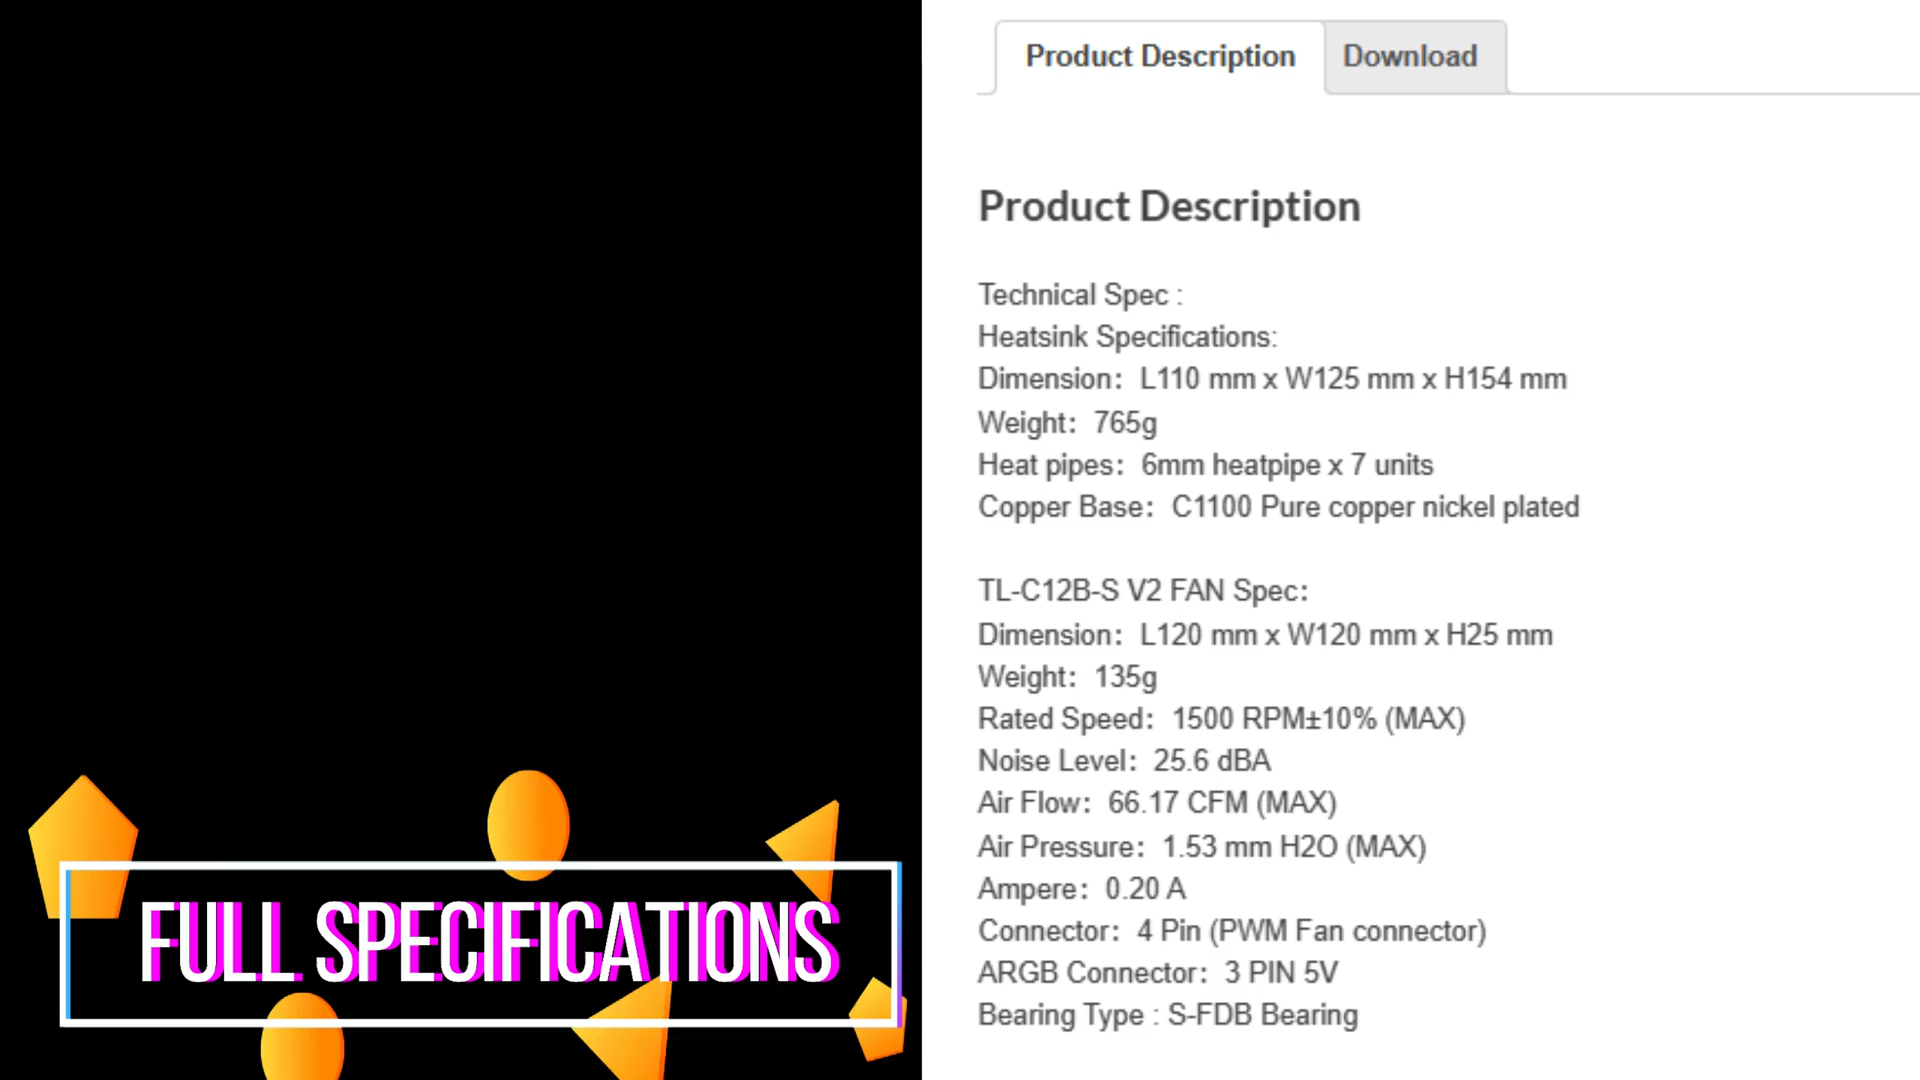 Product Description
Download
Product Description
Technical Spec :
Heatsink Specifications:
Dimension： L110 mm x W125 mm x H154 mm
Weight： 765g
Heat pipes： 6mm heatpipe x 7 units
Copper Base： C1100 Pure copper nickel plated
TL-C12B-S V2 FAN Spec：
Dimension： L120 mm x W120 mm x H25 mm
Weight： 135g
Rated Speed： 1500 RPM±10% (MAX)
Noise Level： 25.6 dBA
Air Flow： 66.17 CFM (MAX)
Air Pressure： 1.53 mm H2O (MAX)
Ampere： 0.20 A
Connector： 4 Pin (PWM Fan connector)
ARGB Connector： 3 PIN 5V
Bearing Type : S-FDB Bearing
FULL SPECIFICATIONS